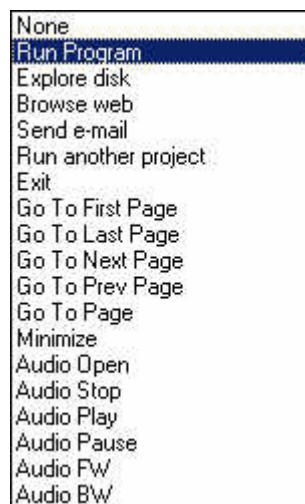 None
Run Program
Explore disk
Browse web
Send e-mail
Run another project
Exit
Go To First Page
Go To Last Page
Go To Next Page
Go To Prev Page
Go To Page
Minimize
Audio Open
Audio Stop
Audio Play
Audio Pause
Audio FW
Audio BW